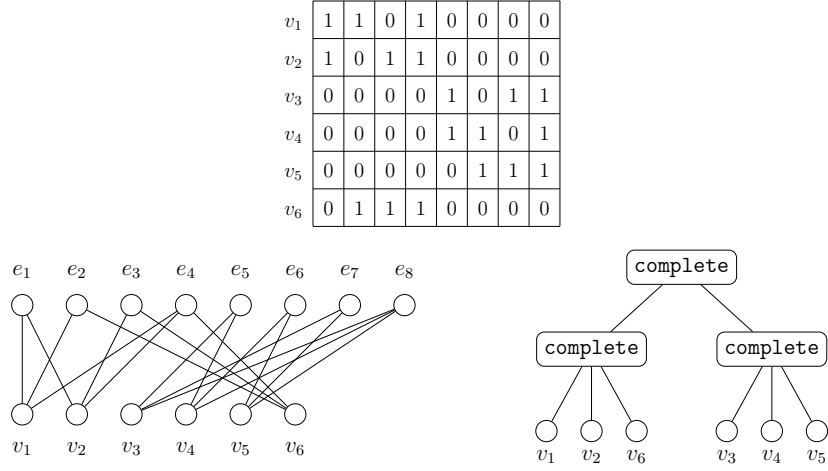 v1 1 1 0 1 0 0 0 0
v2 1 0 1 1 0 0 0 0
v3 0 0 0 0 1 0 1 1
v4 0 0 0 0 1 1 0 1
v5 0 0 0 0 0 1 1 1
v6 0 1 1 1 0 0 0 0
e1 e2 e3 e4 e5 e6 e7 e8
v1 v2 v3 v4 v5 v6
complete
complete complete
v1 v2 v6 v3 v4 v5